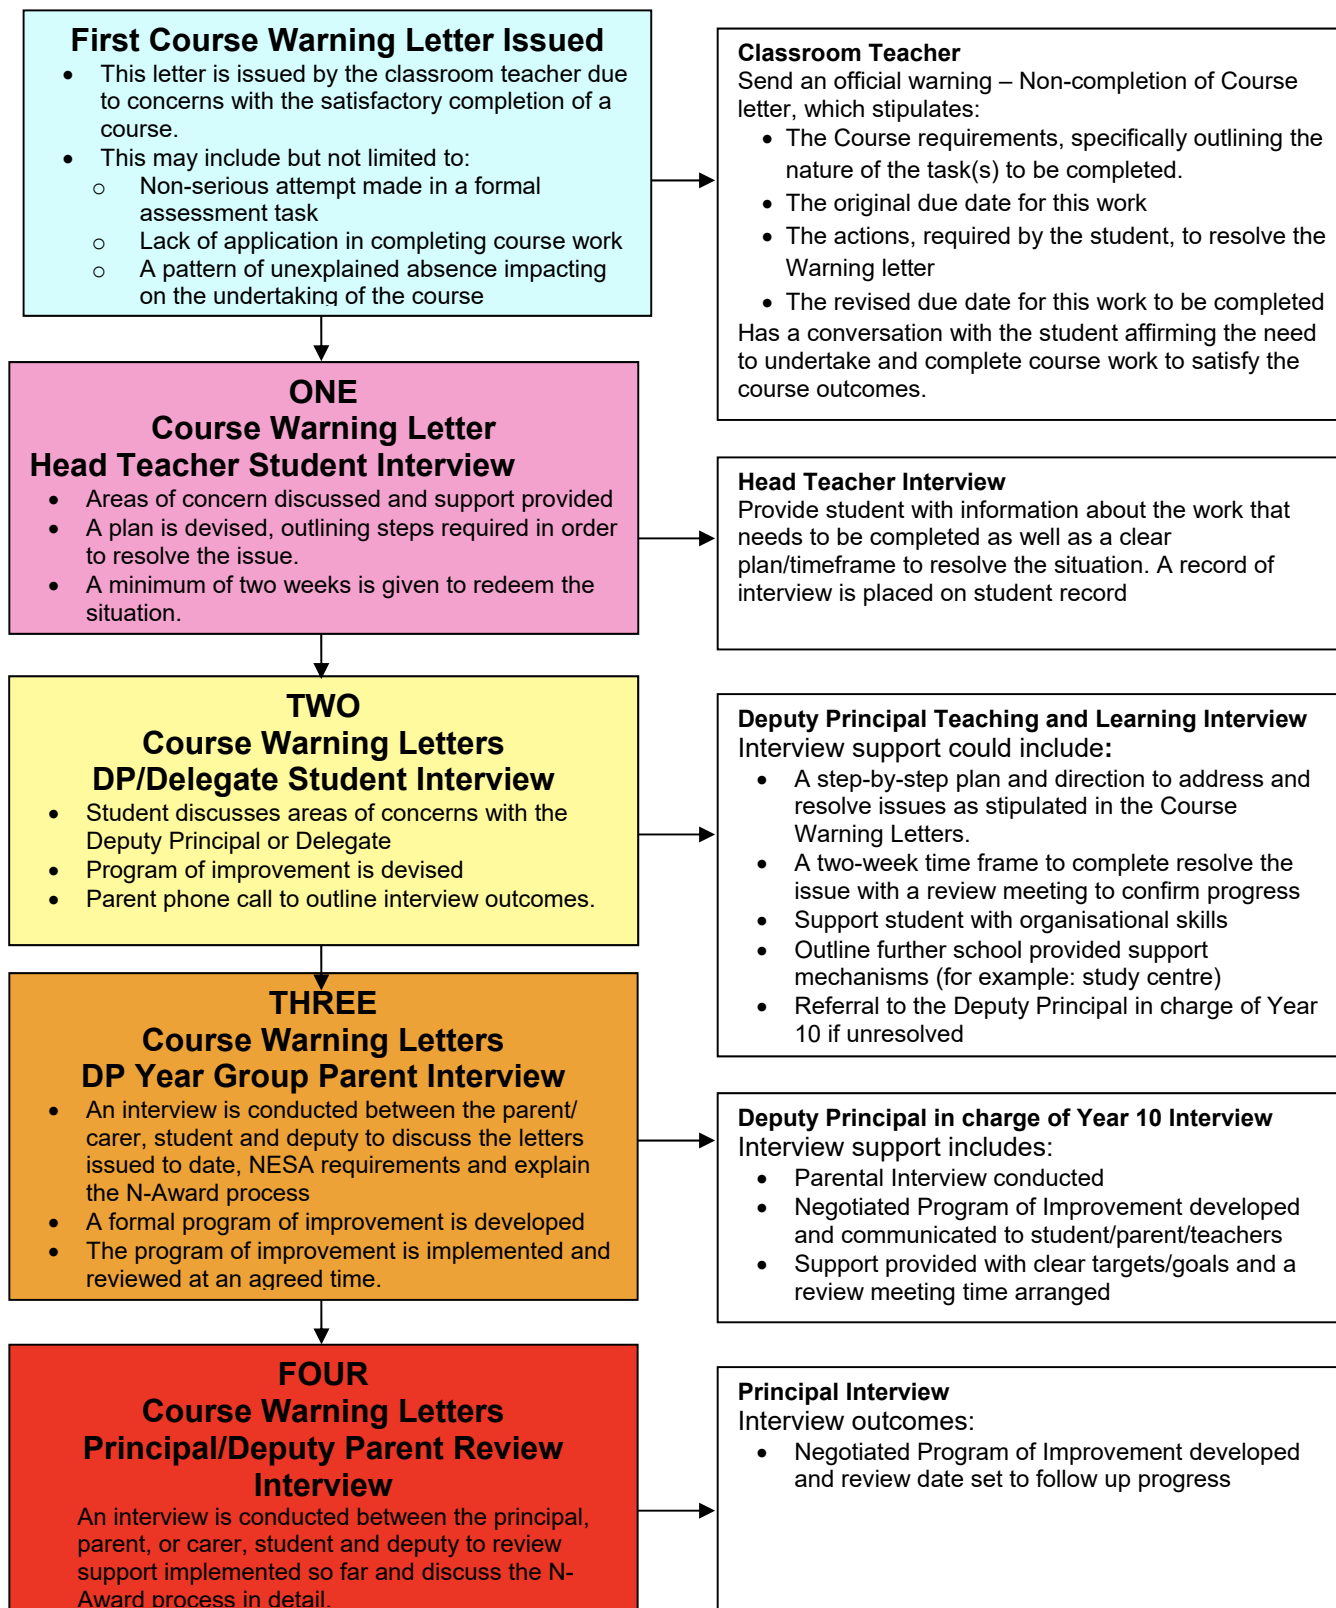 First Course Warning Letter Issued
• This letter is issued by the classroom teacher due
to concerns with the satisfactory completion of a
course.
• This may include but not limited to:
o Non-serious attempt made in a formal
assessment task
o Lack of application in completing course work
o A pattern of unexplained absence impacting
on the undertaking of the course
Classroom Teacher
Send an official warning – Non-completion of Course
letter, which stipulates:
• The Course requirements, specifically outlining the
nature of the task(s) to be completed.
• The original due date for this work
• The actions, required by the student, to resolve the
Warning letter
• The revised due date for this work to be completed
Has a conversation with the student affirming the need
to undertake and complete course work to satisfy the
course outcomes.
ONE
Course Warning Letter
Head Teacher Student Interview
• Areas of concern discussed and support provided
• A plan is devised, outlining steps required in order
to resolve the issue.
• A minimum of two weeks is given to redeem the
situation.
Head Teacher Interview
Provide student with information about the work that
needs to be completed as well as a clear
plan/timeframe to resolve the situation. A record of
interview is placed on student record
TWO
Course Warning Letters
DP/Delegate Student Interview
• Student discusses areas of concerns with the
Deputy Principal or Delegate
• Program of improvement is devised
• Parent phone call to outline interview outcomes.
Deputy Principal Teaching and Learning Interview
Interview support could include:
• A step-by-step plan and direction to address and
resolve issues as stipulated in the Course
Warning Letters.
• A two-week time frame to complete resolve the
issue with a review meeting to confirm progress
• Support student with organisational skills
• Outline further school provided support
mechanisms (for example: study centre)
• Referral to the Deputy Principal in charge of Year
10 if unresolved
THREE
Course Warning Letters
DP Year Group Parent Interview
• An interview is conducted between the parent/
carer, student and deputy to discuss the letters
issued to date, NESA requirements and explain
the N-Award process
• A formal program of improvement is developed
• The program of improvement is implemented and
reviewed at an agreed time.
Deputy Principal in charge of Year 10 Interview
Interview support includes:
• Parental Interview conducted
• Negotiated Program of Improvement developed
and communicated to student/parent/teachers
• Support provided with clear targets/goals and a
review meeting time arranged
FOUR
Course Warning Letters
Principal/Deputy Parent Review
Interview
An interview is conducted between the principal,
parent, or carer, student and deputy to review
support implemented so far and discuss the N-
Award process in detail.
Principal Interview
Interview outcomes:
• Negotiated Program of Improvement developed
and review date set to follow up progress